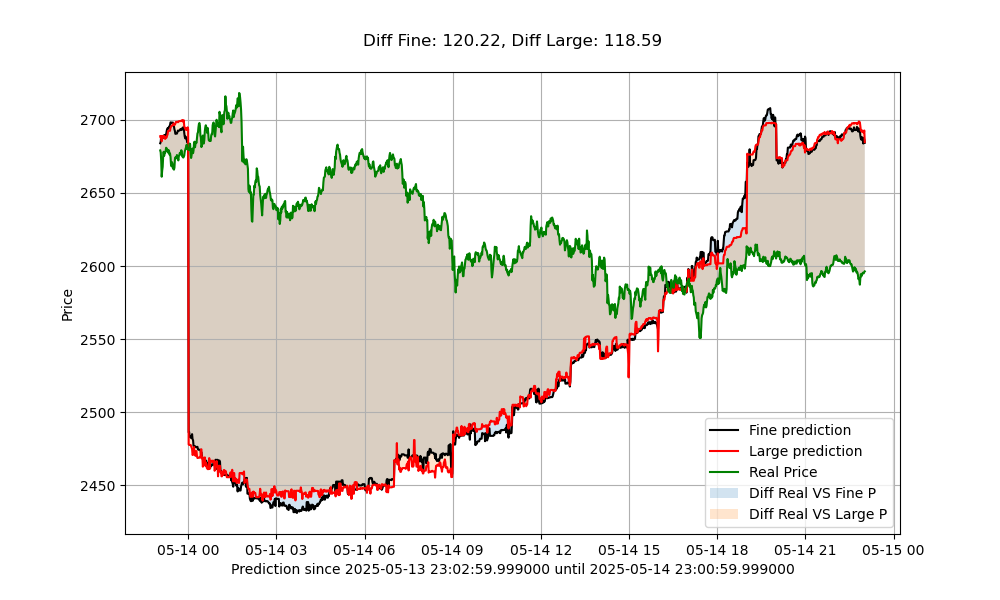 Diff Fine: 120.22, Diff Large: 118.59
Price
2700
2650
2600
2550
2500
2450
Fine prediction
Large prediction
Real Price
Diff Real VS Fine P
Diff Real VS Large P
05-14 00 05-14 03 05-14 06 05-14 09 05-14 12 05-14 15 05-14 18 05-14 21 05-15 00
Prediction since 2025-05-13 23:02:59.999000 until 2025-05-14 23:00:59.999000